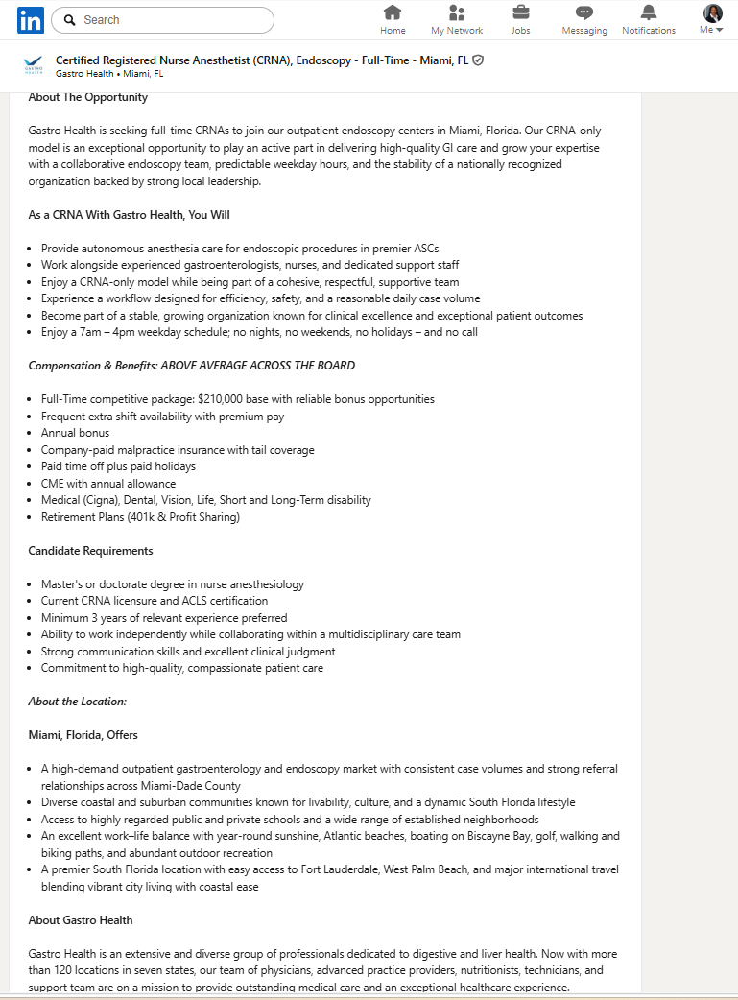 in
Search
Home
My Network
Jobs
Messaging
Notifications
Me
GASTRO
HEALTH
Certified Registered Nurse Anesthetist (CRNA), Endoscopy - Full-Time - Miami, FL
Gastro Health • Miami, FL
About The Opportunity
Gastro Health is seeking full-time CRNAs to join our outpatient endoscopy centers in Miami, Florida. Our CRNA-only
model is an exceptional opportunity to play an active part in delivering high-quality GI care and grow your expertise
with a collaborative endoscopy team, predictable weekday hours, and the stability of a nationally recognized
organization backed by strong local leadership.
As a CRNA With Gastro Health, You Will
• Provide autonomous anesthesia care for endoscopic procedures in premier ASCs
• Work alongside experienced gastroenterologists, nurses, and dedicated support staff
• Enjoy a CRNA-only model while being part of a cohesive, respectful, supportive team
• Experience a workflow designed for efficiency, safety, and a reasonable daily case volume
• Become part of a stable, growing organization known for clinical excellence and exceptional patient outcomes
• Enjoy a 7am – 4pm weekday schedule; no nights, no weekends, no holidays – and no call
Compensation & Benefits: ABOVE AVERAGE ACROSS THE BOARD
• Full-Time competitive package: $210,000 base with reliable bonus opportunities
• Frequent extra shift availability with premium pay
• Annual bonus
• Company-paid malpractice insurance with tail coverage
• Paid time off plus paid holidays
• CME with annual allowance
• Medical (Cigna), Dental, Vision, Life, Short and Long-Term disability
• Retirement Plans (401k & Profit Sharing)
Candidate Requirements
• Master's or doctorate degree in nurse anesthesiology
• Current CRNA licensure and ACLS certification
• Minimum 3 years of relevant experience preferred
• Ability to work independently while collaborating within a multidisciplinary care team
• Strong communication skills and excellent clinical judgment
• Commitment to high-quality, compassionate patient care
About the Location:
Miami, Florida, Offers
• A high-demand outpatient gastroenterology and endoscopy market with consistent case volumes and strong referral
relationships across Miami-Dade County
• Diverse coastal and suburban communities known for livability, culture, and a dynamic South Florida lifestyle
• Access to highly regarded public and private schools and a wide range of established neighborhoods
• An excellent work–life balance with year-round sunshine, Atlantic beaches, boating on Biscayne Bay, golf, walking and
biking paths, and abundant outdoor recreation
• A premier South Florida location with easy access to Fort Lauderdale, West Palm Beach, and major international travel
blending vibrant city living with coastal ease
About Gastro Health
Gastro Health is an extensive and diverse group of professionals dedicated to digestive and liver health. Now with more
than 120 locations in seven states, our team of physicians, advanced practice providers, nutritionists, technicians, and
support team are on a mission to provide outstanding medical care and an exceptional healthcare experience.